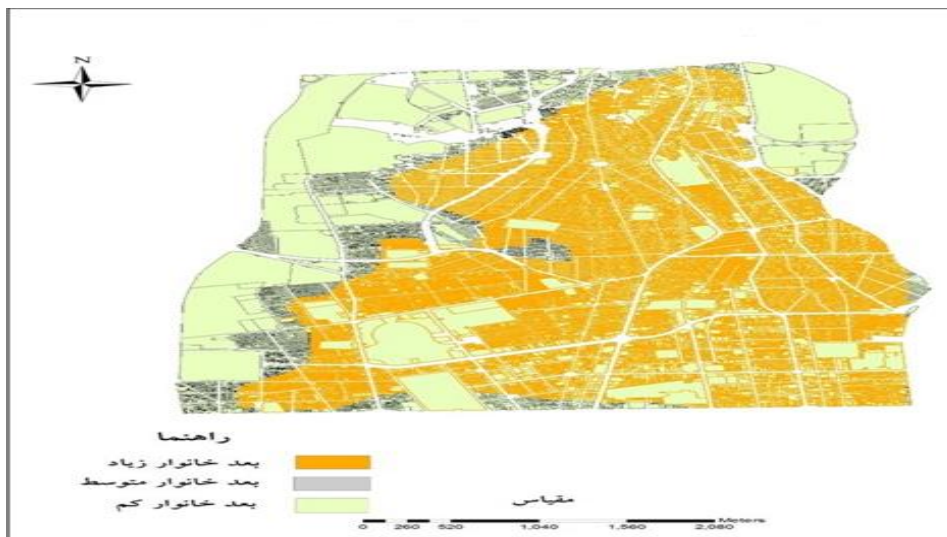 N
راهنما
بعد خانوار زیاد
بعد خانوار متوسط
بعد خانوار کم
مقیاس
Meters
0 260 520 1,040 1,560 2,080